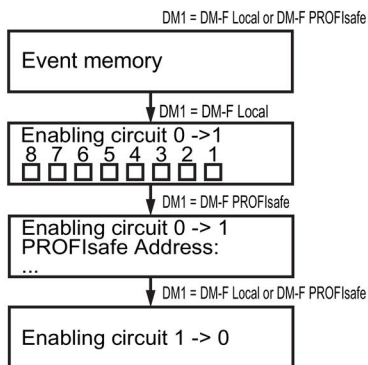 DM1 = DM-F Local or DM-F PROFIsafe
Event memory
DM1 = DM-F Local
Enabling circuit 0 ->1
8 7 6 5 4 3 2 1
DM1 = DM-F PROFIsafe
Enabling circuit 0 -> 1
PROFIsafe Address:
...
DM1 = DM-F Local or DM-F PROFIsafe
Enabling circuit 1 -> 0